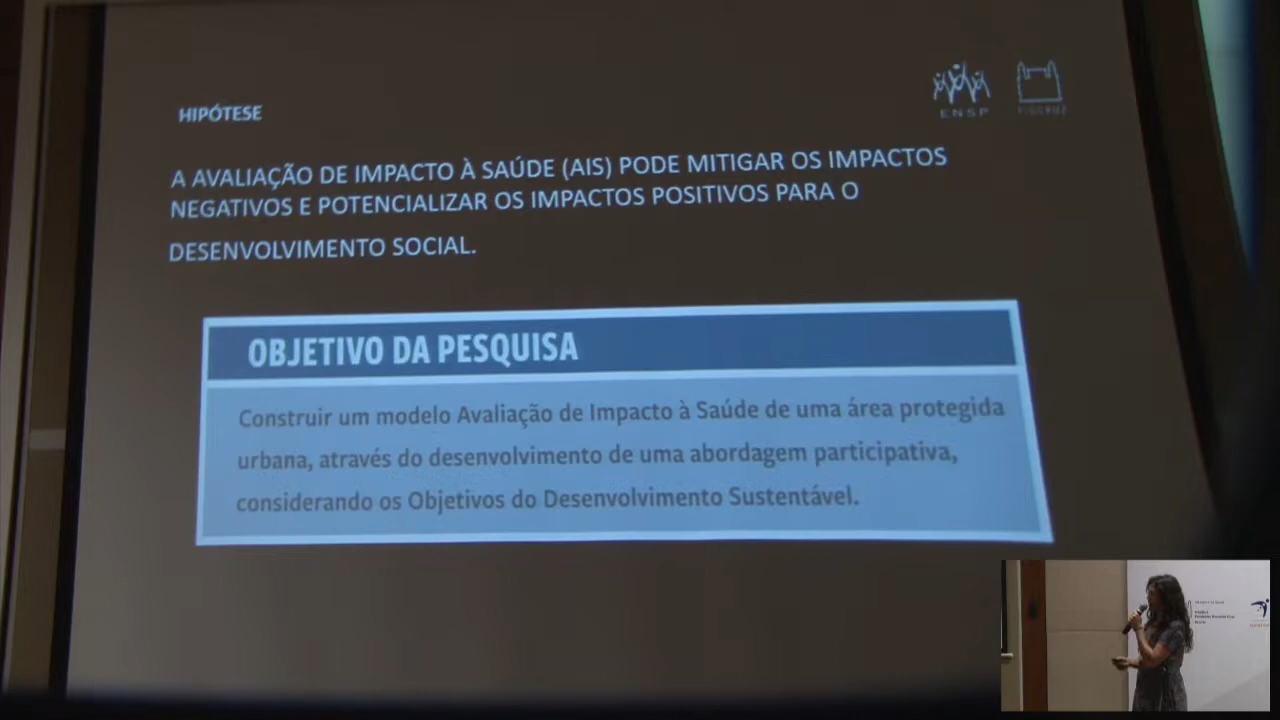 HIPÓTESE
ENSP
FIOCRUZ
A AVALIAÇÃO DE IMPACTO À SAÚDE (AIS) PODE MITIGAR OS IMPACTOS
NEGATIVOS E POTENCIALIZAR OS IMPACTOS POSITIVOS PARA O
DESENVOLVIMENTO SOCIAL.
OBJETIVO DA PESQUISA
Construir um modelo Avaliação de Impacto à Saúde de uma área protegida
urbana, através do desenvolvimento de uma abordagem participativa,
considerando os Objetivos do Desenvolvimento Sustentável.